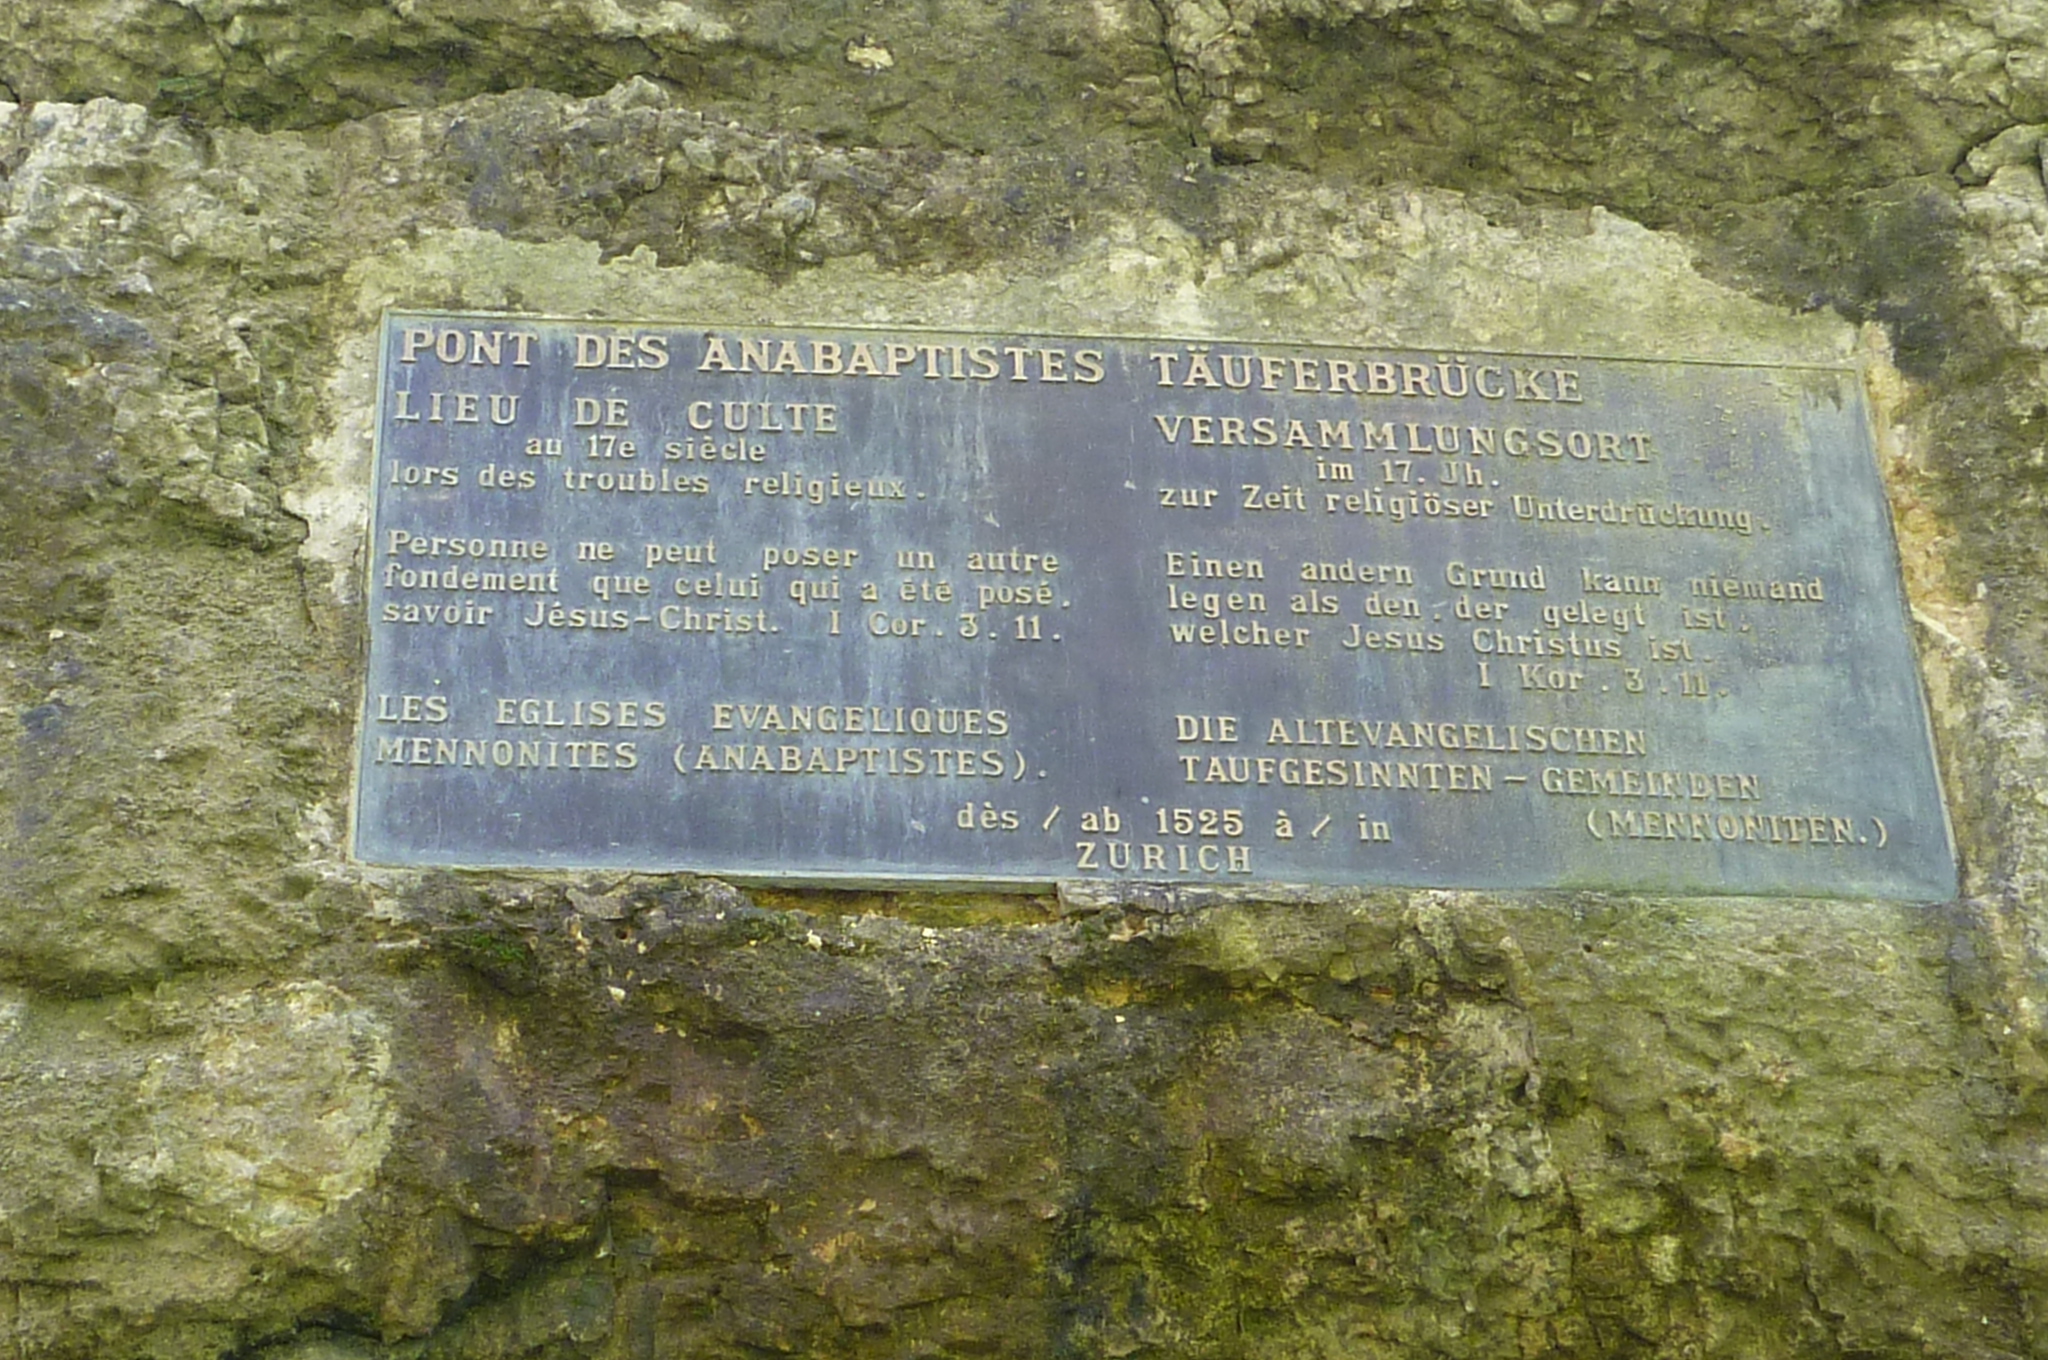 PONT DES ANABAPTISTES
LIEU DE CULTE
au 17e siècle
lors des troubles religieux.
Personne ne peut poser un autre
fondement que celui qui a été posé.
savoir Jésus-Christ. I Cor. 3. 11.
LES EGLISES EVANGELIQUES
MENNONITES (ANABAPTISTES).
TÄUFERBRÜCKE
VERSAMMLUNGSORT
im 17. Jh.
zur Zeit religiöser Unterdrückung.
Einen andern Grund kann niemand
legen als den, der gelegt ist,
welcher Jesus Christus ist.
I Kor. 3. 11.
DIE ALTEVANGELISCHEN
TAUFGESINNTEN-GEMEINDEN
(MENNONITEN.)
dès / ab 1525 à / in
ZURICH